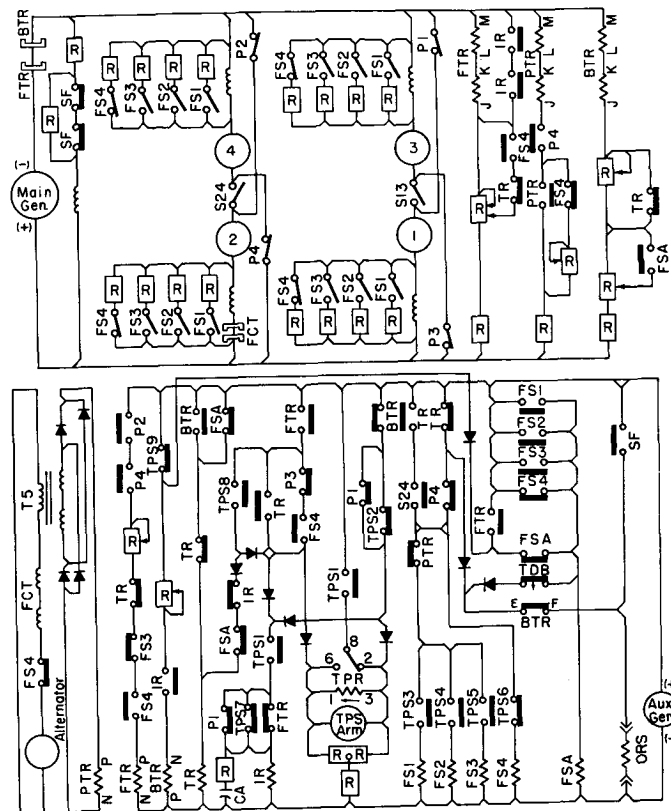 BTR
FTR
(-)
Main
Gen.
(+)
R
R
SF
SF
FS4
FS3
FS2
FS1
R
R
R
R
P2
4
S24
2
P4
R
R
R
R
FS4
FS3
FS2
FS1
FCT
FS4
FS3
FS2
FS1
R
R
R
R
P1
3
S13
1
FS4
FS3
FS2
FS1
R
R
R
R
P3
FTR
M
L
K
J
IR
IR
FS4
TR
R
R
PTR
M
L
K
J
P4
PTR
FS4
R
R
BTR
M
L
K
J
R
TR
FSA
R
R
T5
FCT
FS4
Alternator
PTR
P
N
P2
P4
R
TR
FS3
FS4
FTR
P
N
TPS9
R
IR
BTR
N
P
BTR
FSA
TR
TR
TPS8
TR
P3
FTR
FS4
IR
FSA
TPS1
P1
TPS7
FTR
R
CA
IR
TPS1
8
6
2
TPR
1
3
TPS
Arm
R
R
R
P1
TPS2
BTR
TR
TR
S24
P4
PTR
TPS3
TPS4
TPS5
TPS6
FS1
FS2
FS3
FS4
FS1
FS2
FS3
FS4
FTR
FSA
TDB
E
F
BTR
FSA
SF
ORS
(+)
Aux
Gen
(-)